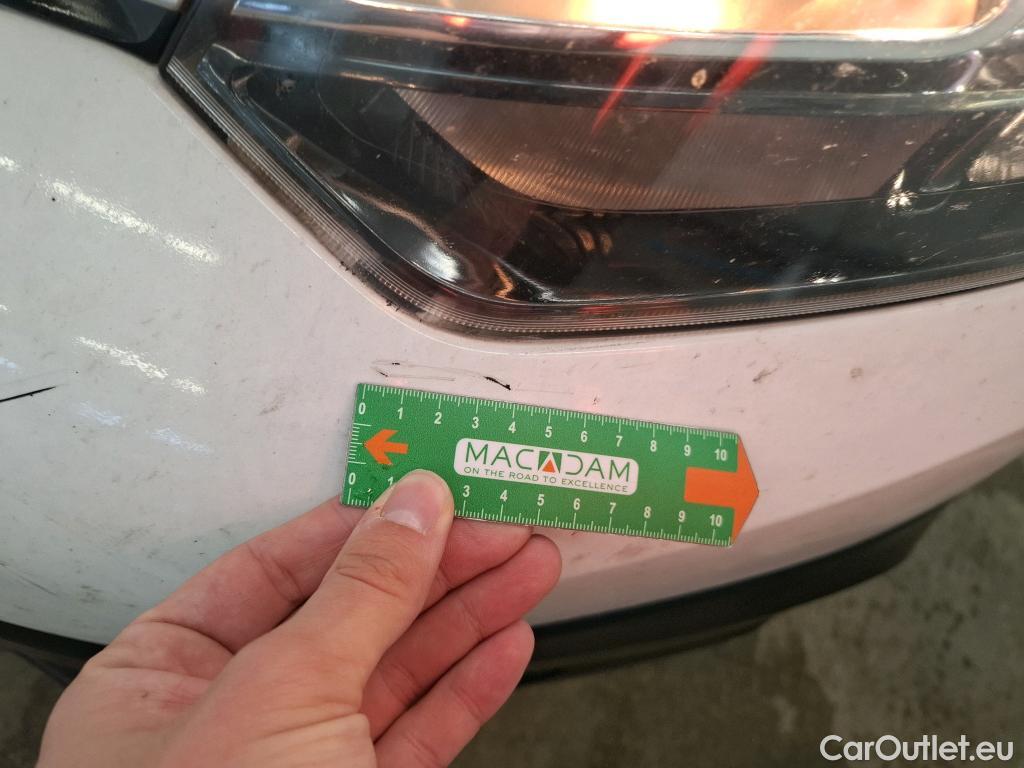 0 1 2 3 4 5 6 7 8 9 10
MACADAM
ON THE ROAD TO EXCELLENCE
0 1 3 4 5 6 7 8 9 10
CarOutlet.eu